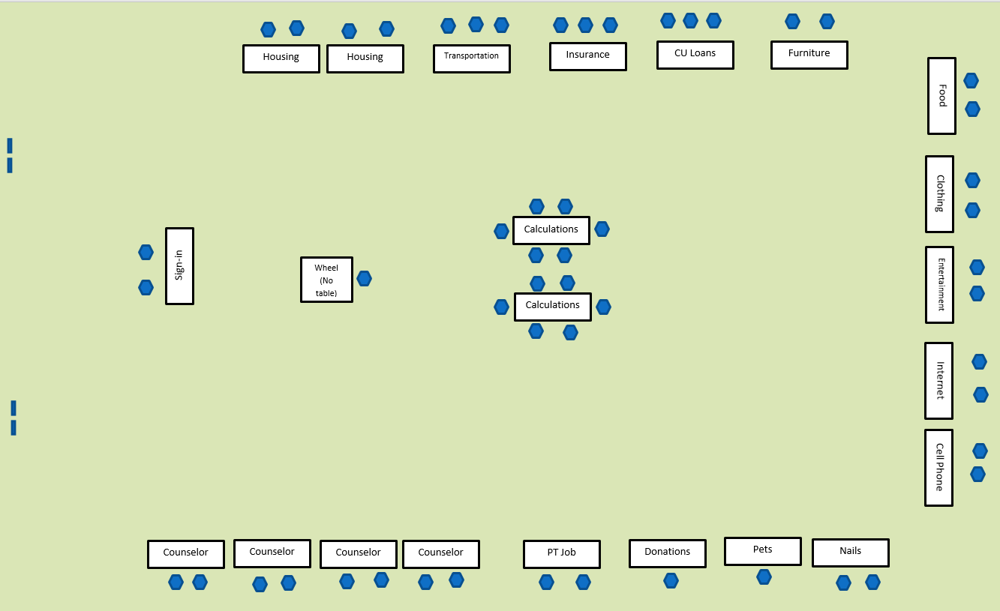 Housing
Housing
Transportation
Insurance
CU Loans
Furniture
Food
Clothing
Entertainment
Internet
Cell Phone
Sign-in
Wheel
(No
table)
Calculations
Calculations
Counselor
Counselor
Counselor
Counselor
PT Job
Donations
Pets
Nails